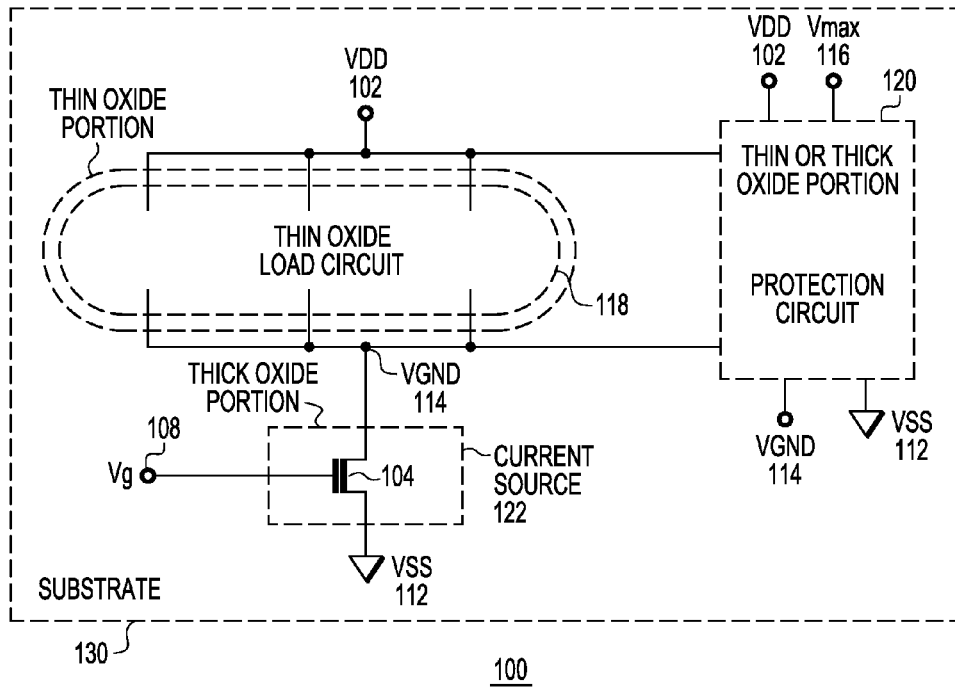 VDD
102
Vmax
116
VDD
102
120
THIN OXIDE
PORTION
THIN OR THICK
OXIDE PORTION
THIN OXIDE
LOAD CIRCUIT
118
PROTECTION
CIRCUIT
THICK OXIDE
PORTION
VGND
114
108
Vg
104
CURRENT
SOURCE
122
VGND
114
VSS
112
VSS
112
SUBSTRATE
130
100